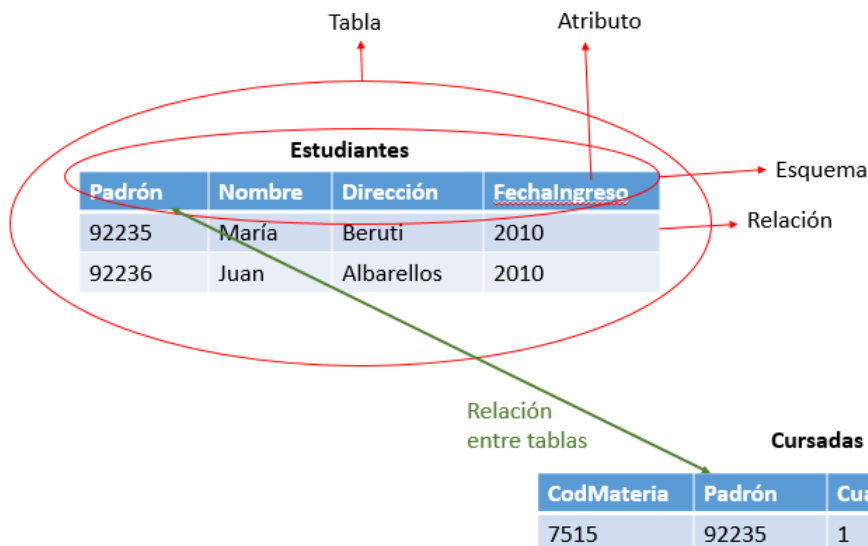 Tabla
Atributo
Estudiantes
Esquema
Padrón Nombre Dirección FechaIngreso
Relación
92235 María Beruti 2010
92236 Juan Albarellos 2010
Relación
entre tablas
Cursadas
CodMateria Padrón Cua
7515 92235 1